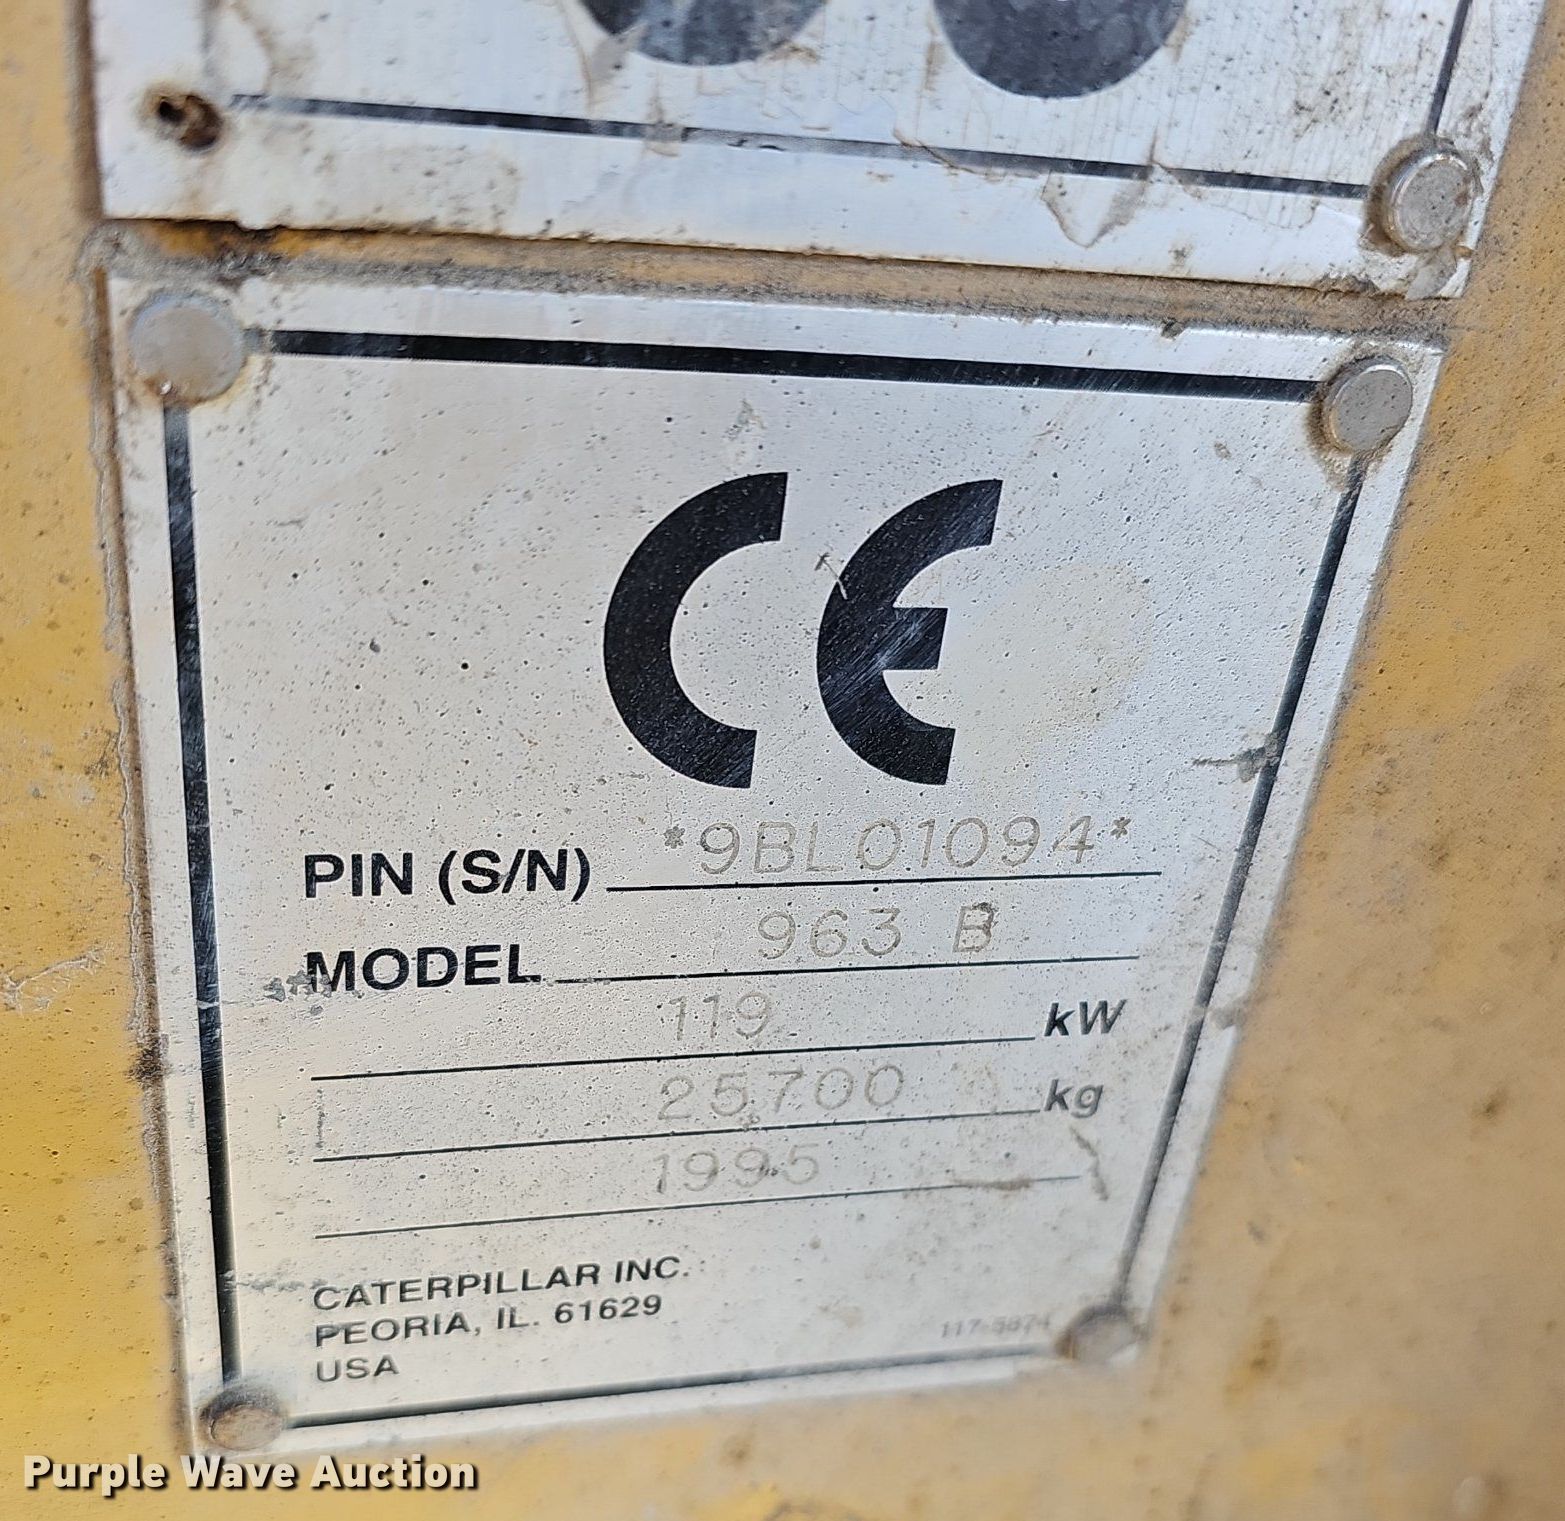 CE
PIN (S/N) *9BL01094*
MODEL 963 B
119 kW
25700 kg
1995
CATERPILLAR INC.
PEORIA, IL. 61629
USA
Purple Wave Auction